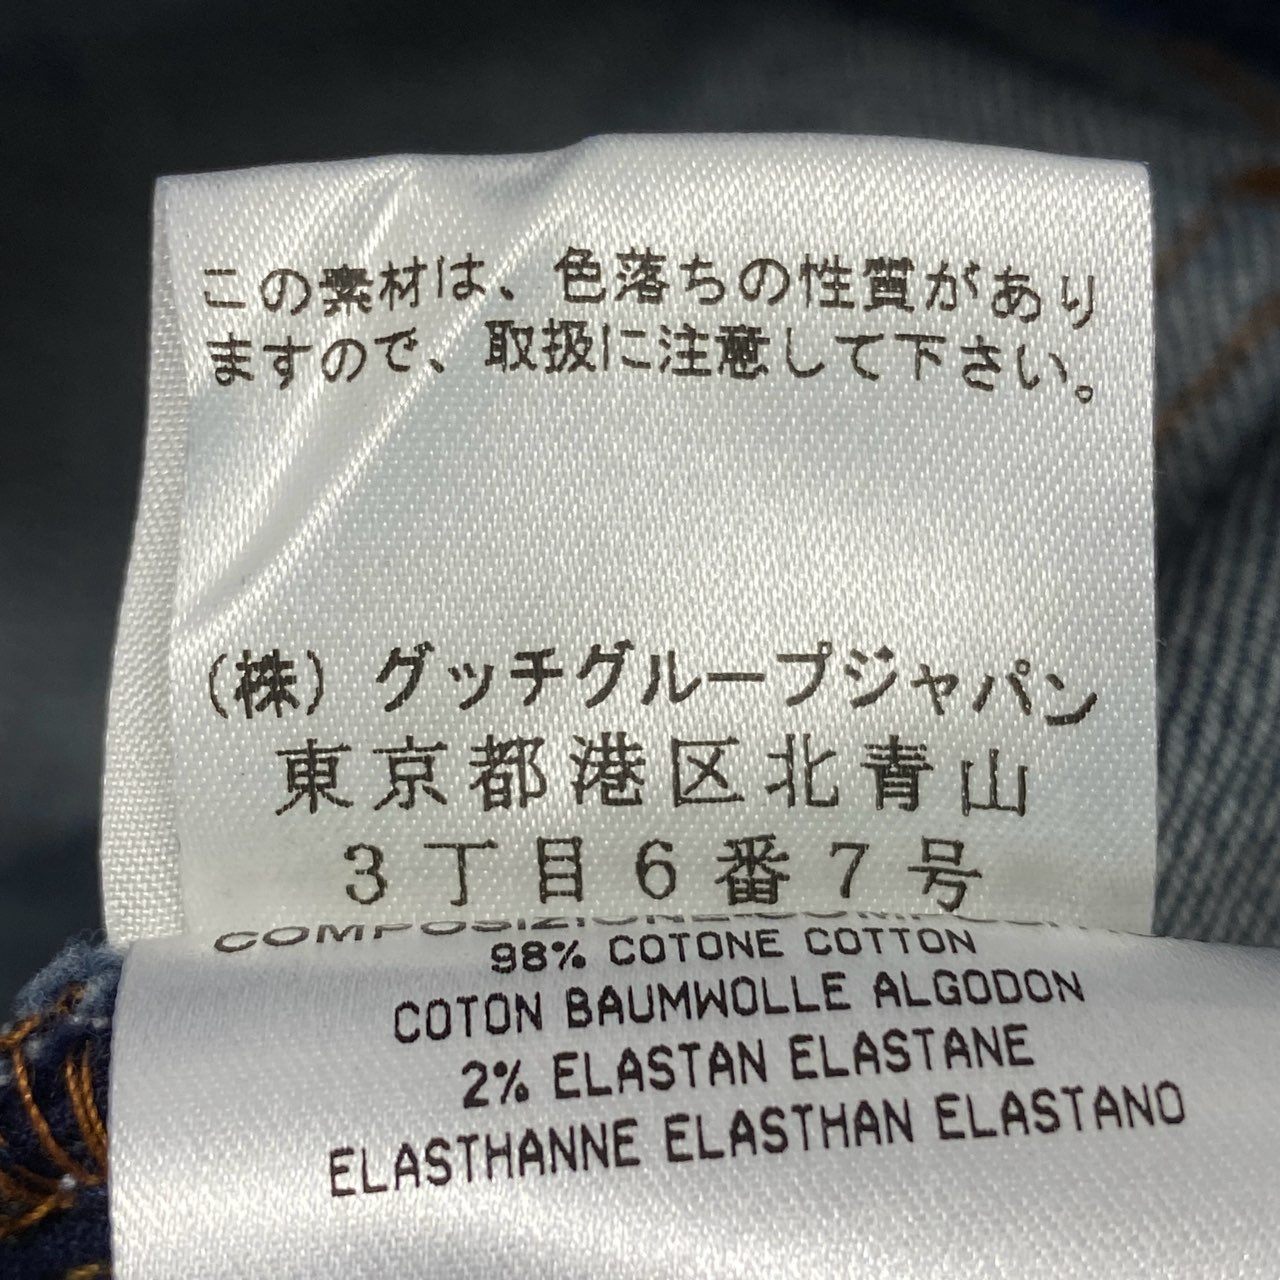 この素材は、色落ちの性質があり
ますので、取扱に注意して下さい。
(株) グッチグループジャパン
東京都港区北青山
3丁目6番7号
98% COTONE COTTON
COTON BAUMWOLLE ALGODON
2% ELASTAN ELASTANE
ELASTHANNE ELASTHAN ELASTANO